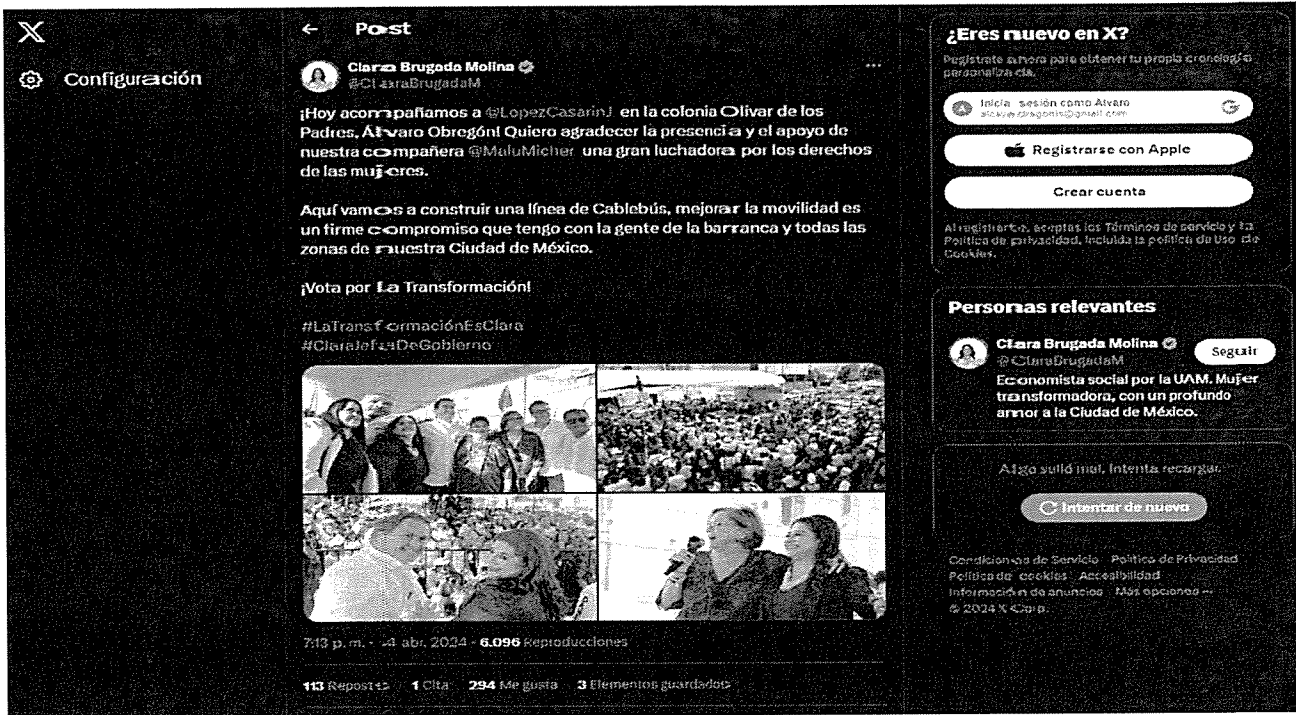 X
Configuración
← Post
Clara Brugada Molina
@ClaraBrugadaM
...
¡Hoy acompañamos a @LopezCasarinJ en la colonia Olivar de los
Padres, Álvaro Obregón! Quiero agradecer la presencia y el apoyo de
nuestra compañera @MaluMicher una gran luchadora por los derechos
de las mujeres.
Aquí vamos a construir una línea de Cablebús, mejorar la movilidad es
un firme compromiso que tengo con la gente de la barranca y todas las
zonas de nuestra Ciudad de México.
¡Vota por La Transformación!
#LaTransformaciónEsClara
#ClaraJefaDeGobierno
7:13 p. m. · abr. 2024 · 6.096 Reproducciones
113 Reposts 1 Cita 294 Me gusta 3 Elementos guardados
¿Eres nuevo en X?
Regístrate ahora para obtener tu propia cronología
personalizada.
Inicia sesión como Alvaro
Registrarse con Apple
Crear cuenta
Al registrarte, aceptas los Términos de servicio y la
Política de privacidad, incluida la política de Uso de
Cookies.
Personas relevantes
Clara Brugada Molina
@ClaraBrugadaM
Seguir
Economista social por la UAM. Mujer
transformadora, con un profundo
amor a la Ciudad de México.
Algo salió mal. Intenta recargar.
Intentar de nuevo
Condiciones de Servicio Política de Privacidad
Política de cookies Accesibilidad
Información de anuncios Más opciones ···
© 2024 X Corp.